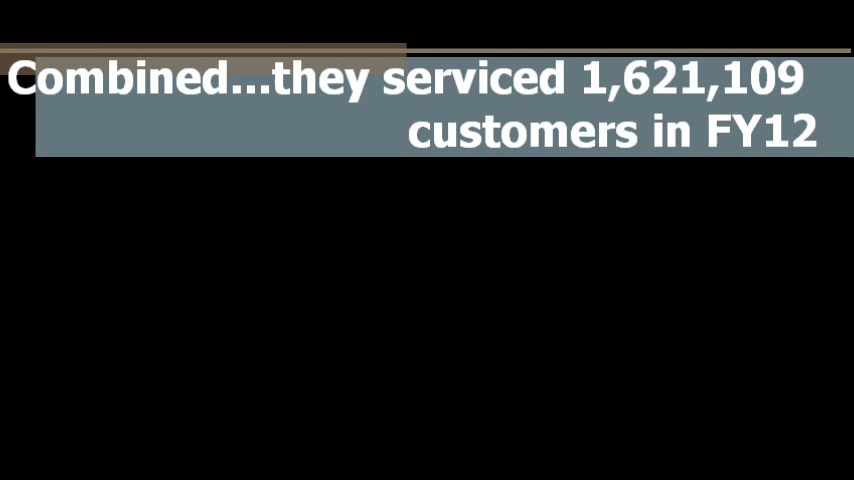 Combined...they serviced 1,621,109
customers in FY12